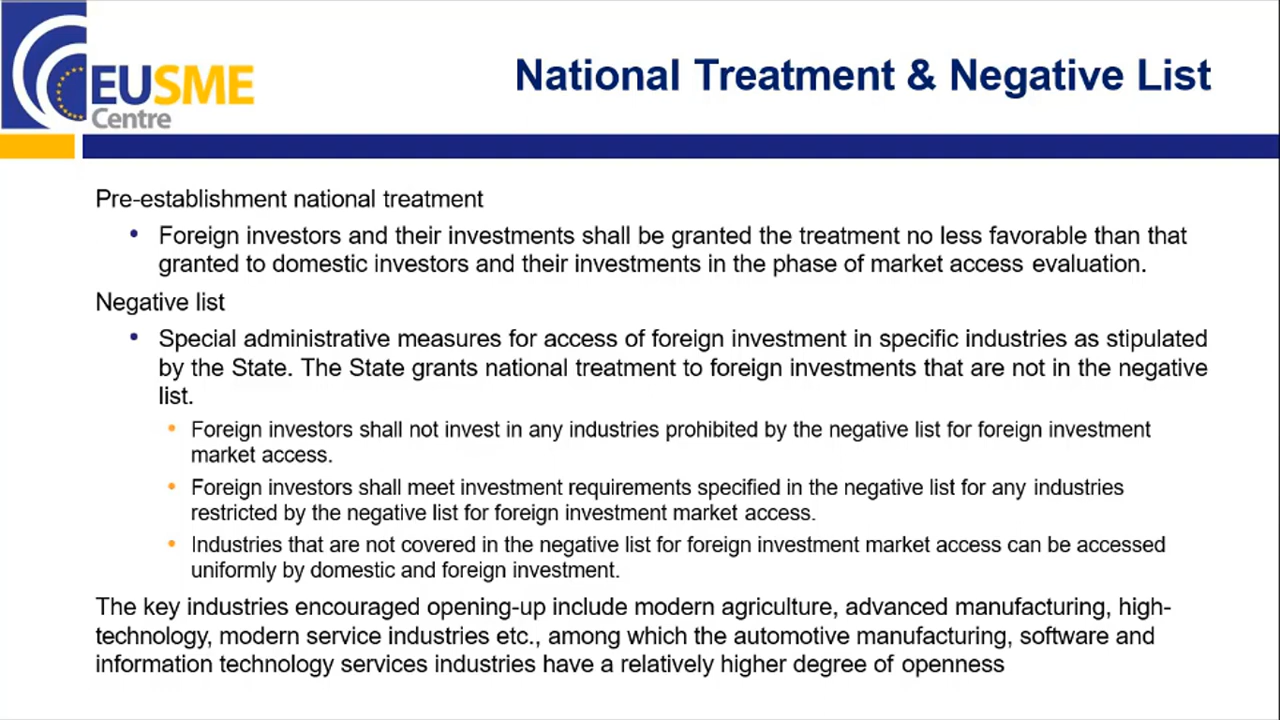 EUSME
Centre
National Treatment & Negative List
Pre-establishment national treatment
• Foreign investors and their investments shall be granted the treatment no less favorable than that
granted to domestic investors and their investments in the phase of market access evaluation.
Negative list
• Special administrative measures for access of foreign investment in specific industries as stipulated
by the State. The State grants national treatment to foreign investments that are not in the negative
list.
• Foreign investors shall not invest in any industries prohibited by the negative list for foreign investment
market access.
• Foreign investors shall meet investment requirements specified in the negative list for any industries
restricted by the negative list for foreign investment market access.
• Industries that are not covered in the negative list for foreign investment market access can be accessed
uniformly by domestic and foreign investment.
The key industries encouraged opening-up include modern agriculture, advanced manufacturing, high-
technology, modern service industries etc., among which the automotive manufacturing, software and
information technology services industries have a relatively higher degree of openness